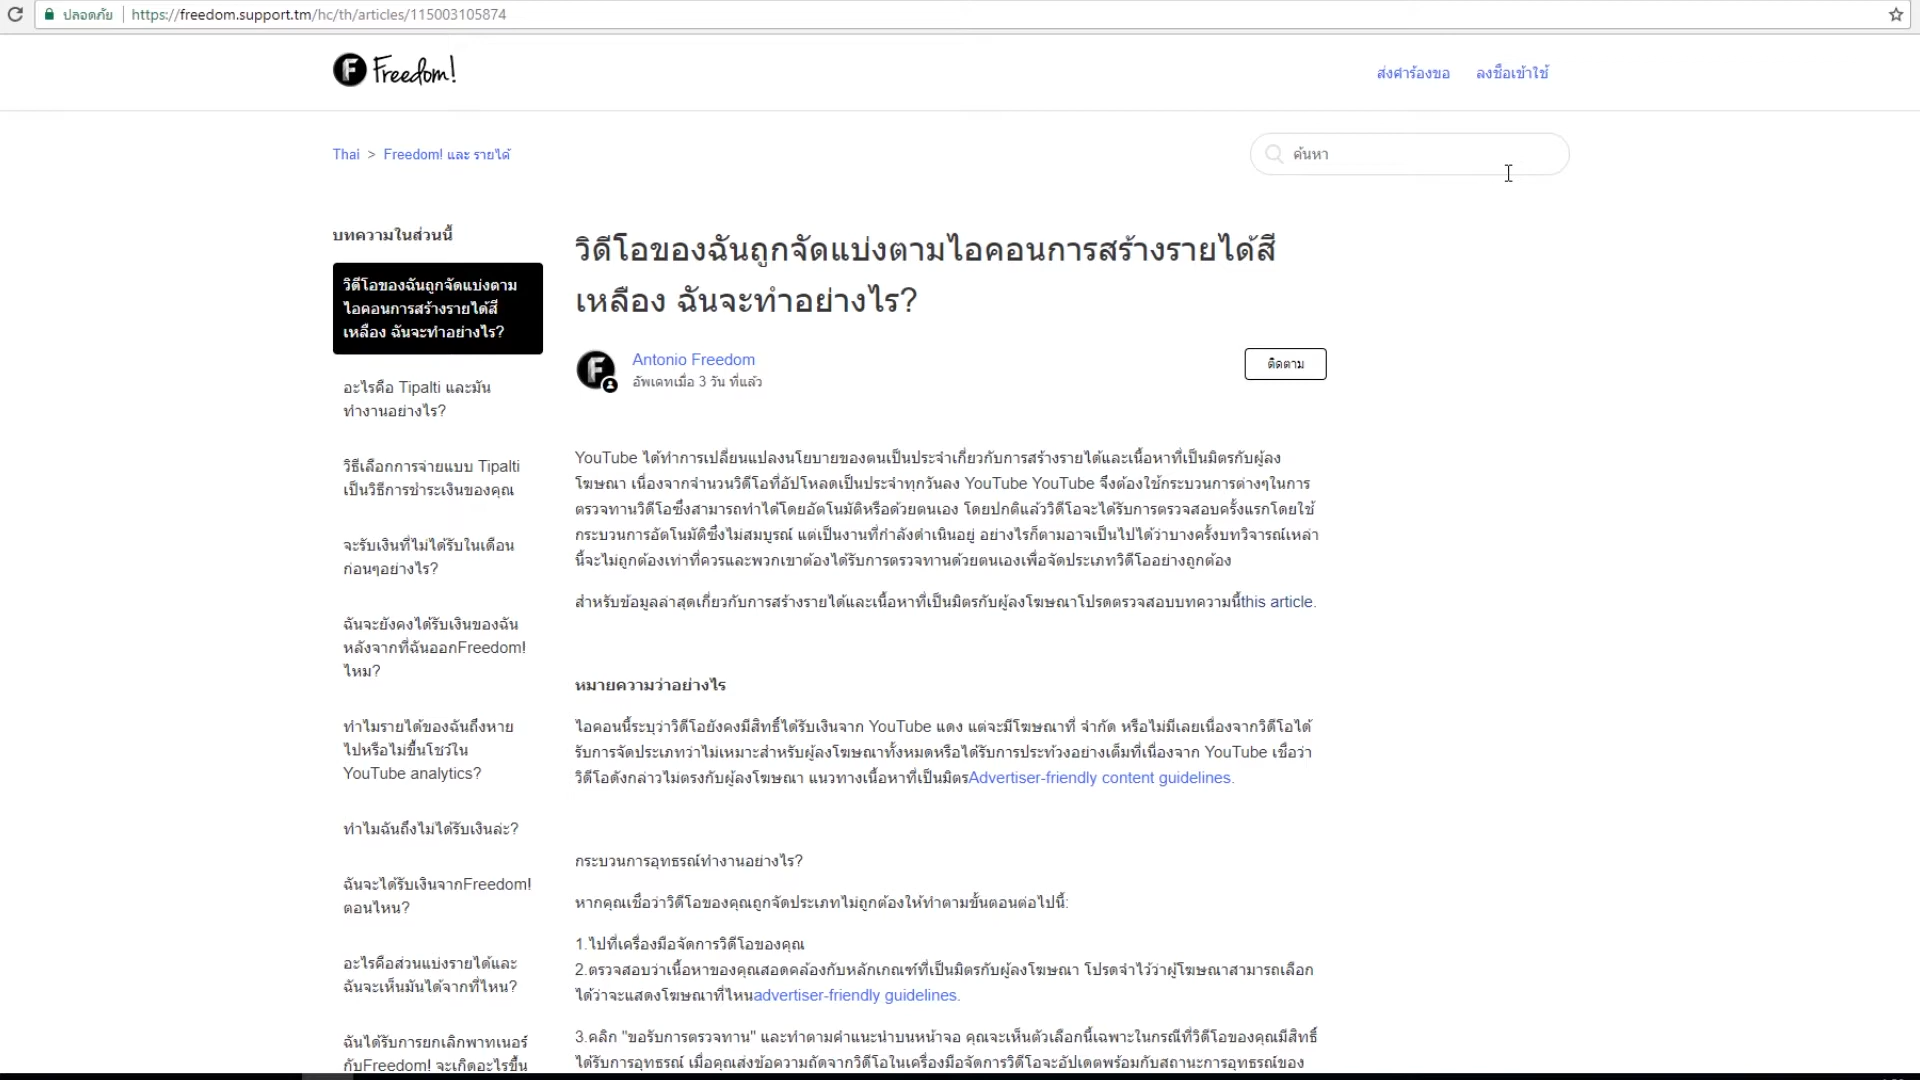 ปลอดภัย https://freedom.support.tm/hc/th/articles/115003105874
F Freedom!
ส่งคำร้องขอ ลงชื่อเข้าใช้
Thai > Freedom! และ รายได้
ค้นหา
บทความในส่วนนี้
วิดีโอของฉันถูกจัดแบ่งตาม
ไอคอนการสร้างรายได้สี
เหลือง ฉันจะทำอย่างไร?
อะไรคือ Tipalti และมัน
ทำงานอย่างไร?
วิธีเลือกการจ่ายแบบ Tipalti
เป็นวิธีการชำระเงินของคุณ
จะรับเงินที่ไม่ได้รับในเดือน
ก่อนๆอย่างไร?
ฉันจะยังคงได้รับเงินของฉัน
หลังจากที่ฉันออกFreedom!
ไหม?
ทำไมรายได้ของฉันถึงหาย
ไปหรือไม่ขึ้นโชว์ใน
YouTube analytics?
ทำไมฉันถึงไม่ได้รับเงินล่ะ?
ฉันจะได้รับเงินจากFreedom!
ตอนไหน?
อะไรคือส่วนแบ่งรายได้และ
ฉันจะเห็นมันได้จากที่ไหน?
ฉันได้รับการยกเลิกพาทเนอร์
กับFreedom! จะเกิดอะไรขึ้น
วิดีโอของฉันถูกจัดแบ่งตามไอคอนการสร้างรายได้สี
เหลือง ฉันจะทำอย่างไร?
Antonio Freedom
อัพเดทเมื่อ 3 วัน ที่แล้ว
ติดตาม
YouTube ได้ทำการเปลี่ยนแปลงนโยบายของตนเป็นประจำเกี่ยวกับการสร้างรายได้และเนื้อหาที่เป็นมิตรกับผู้ลง
โฆษณา เนื่องจากจำนวนวิดีโอที่อัปโหลดเป็นประจำทุกวันลง YouTube YouTube จึงต้องใช้กระบวนการต่างๆในการ
ตรวจทานวิดีโอซึ่งสามารถทำได้โดยอัตโนมัติหรือด้วยตนเอง โดยปกติแล้ววิดีโอจะได้รับการตรวจสอบครั้งแรกโดยใช้
กระบวนการอัตโนมัติซึ่งไม่สมบูรณ์ แต่เป็นงานที่กำลังดำเนินอยู่ อย่างไรก็ตามอาจเป็นไปได้ว่าบางครั้งบทวิจารณ์เหล่า
นี้จะไม่ถูกต้องเท่าที่ควรและพวกเขาต้องได้รับการตรวจทานด้วยตนเองเพื่อจัดประเภทวิดีโออย่างถูกต้อง
สำหรับข้อมูลล่าสุดเกี่ยวกับการสร้างรายได้และเนื้อหาที่เป็นมิตรกับผู้ลงโฆษณาโปรดตรวจสอบบทความนี้this article.
หมายความว่าอย่างไร
ไอคอนนี้ระบุว่าวิดีโอยังคงมีสิทธิ์ได้รับเงินจาก YouTube แดง แต่จะมีโฆษณาที่ จำกัด หรือไม่มีเลยเนื่องจากวิดีโอได้
รับการจัดประเภทว่าไม่เหมาะสำหรับผู้ลงโฆษณาทั้งหมดหรือได้รับการประท้วงอย่างเต็มที่เนื่องจาก YouTube เชื่อว่า
วิดีโอดังกล่าวไม่ตรงกับผู้ลงโฆษณา แนวทางเนื้อหาที่เป็นมิตรAdvertiser-friendly content guidelines.
กระบวนการอุทธรณ์ทำงานอย่างไร?
หากคุณเชื่อว่าวิดีโอของคุณถูกจัดประเภทไม่ถูกต้องให้ทำตามขั้นตอนต่อไปนี้:
1.ไปที่เครื่องมือจัดการวิดีโอของคุณ
2.ตรวจสอบว่าเนื้อหาของคุณสอดคล้องกับหลักเกณฑ์ที่เป็นมิตรกับผู้ลงโฆษณา โปรดจำไว้ว่าผู้โฆษณาสามารถเลือก
ได้ว่าจะแสดงโฆษณาที่ไหนadvertiser-friendly guidelines.
3.คลิก "ขอรับการตรวจทาน" และทำตามคำแนะนำบนหน้าจอ คุณจะเห็นตัวเลือกนี้เฉพาะในกรณีที่วิดีโอของคุณมีสิทธิ์
ได้รับการอุทธรณ์ เมื่อคุณส่งข้อความถัดจากวิดีโอในเครื่องมือจัดการวิดีโอจะอัปเดตพร้อมกับสถานะการอุทธรณ์ของ